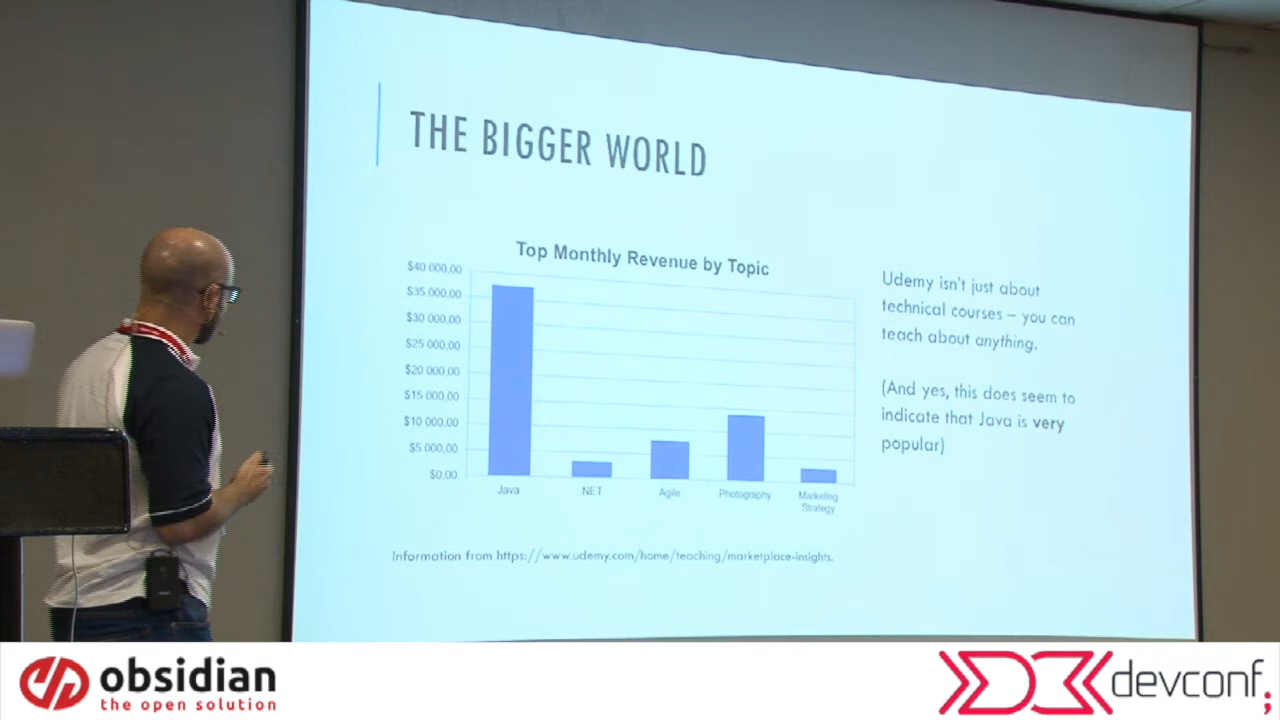 THE BIGGER WORLD
Top Monthly Revenue by Topic
$40 000,00
$35 000,00
$30 000,00
$25 000,00
$20 000,00
$15 000,00
$10 000,00
$5 000,00
$0,00
Java
.NET
Agile
Photography
Marketing
Strategy
Udemy isn't just about
technical courses – you can
teach about anything.
(And yes, this does seem to
indicate that Java is very
popular)
Information from https://www.udemy.com/home/teaching/marketplace-insights.
obsidian
the open solution
devconf;